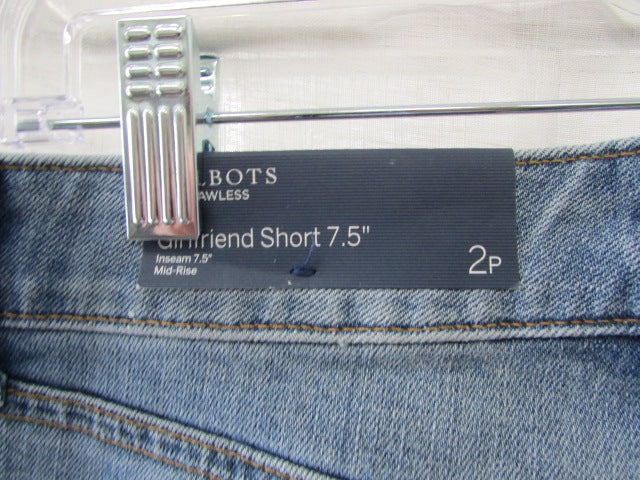 LBOTS
AWLESS
Girlfriend Short 7.5"
Inseam 7.5"
Mid-Rise
2P